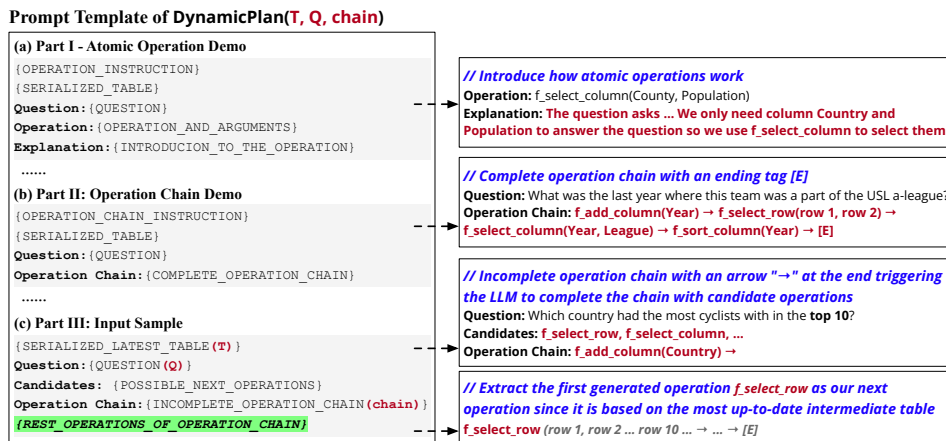 Prompt Template of DynamicPlan(T, Q, chain)
(a) Part I - Atomic Operation Demo
{OPERATION_INSTRUCTION}
{SERIALIZED_TABLE}
Question:{QUESTION}
Operation:{OPERATION_AND_ARGUMENTS}
Explanation:{INTRODUCION_TO_THE_OPERATION}
......
(b) Part II: Operation Chain Demo
{OPERATION_CHAIN_INSTRUCTION}
{SERIALIZED_TABLE}
Question:{QUESTION}
Operation Chain:{COMPLETE_OPERATION_CHAIN}
......
(c) Part III: Input Sample
{SERIALIZED_LATEST_TABLE(T)}
Question:{QUESTION(Q)}
Candidates: {POSSIBLE_NEXT_OPERATIONS}
Operation Chain:{INCOMPLETE_OPERATION_CHAIN(chain)}
{REST_OPERATIONS_OF_OPERATION_CHAIN}
// Introduce how atomic operations work
Operation: f_select_column(County, Population)
Explanation: The question asks ... We only need column Country and
Population to answer the question so we use f_select_column to select them
// Complete operation chain with an ending tag [E]
Question: What was the last year where this team was a part of the USL a-league?
Operation Chain: f_add_column(Year) → f_select_row(row 1, row 2) →
f_select_column(Year, League) → f_sort_column(Year) → [E]
// Incomplete operation chain with an arrow "→" at the end triggering
the LLM to complete the chain with candidate operations
Question: Which country had the most cyclists with in the top 10?
Candidates: f_select_row, f_select_column, ...
Operation Chain: f_add_column(Country) →
// Extract the first generated operation f_select_row as our next
operation since it is based on the most up-to-date intermediate table
f_select_row (row 1, row 2 ... row 10 ... → ... → [E]